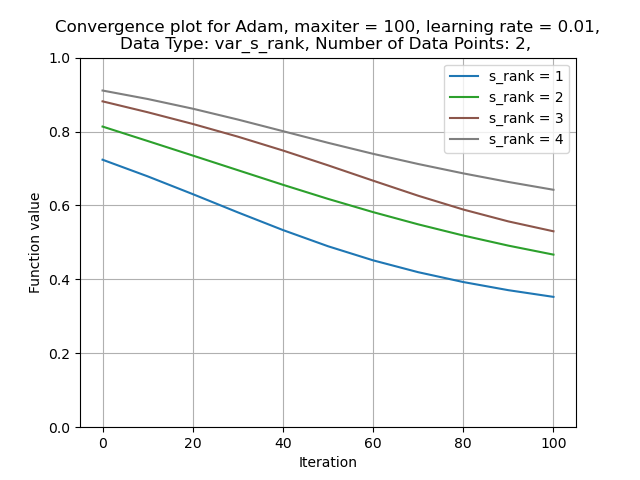 Convergence plot for Adam, maxiter = 100, learning rate = 0.01,
Data Type: var_s_rank, Number of Data Points: 2,
1.0
0.8
0.6
0.4
0.2
0.0
Function value
s_rank = 1
s_rank = 2
s_rank = 3
s_rank = 4
0 20 40 60 80 100
Iteration